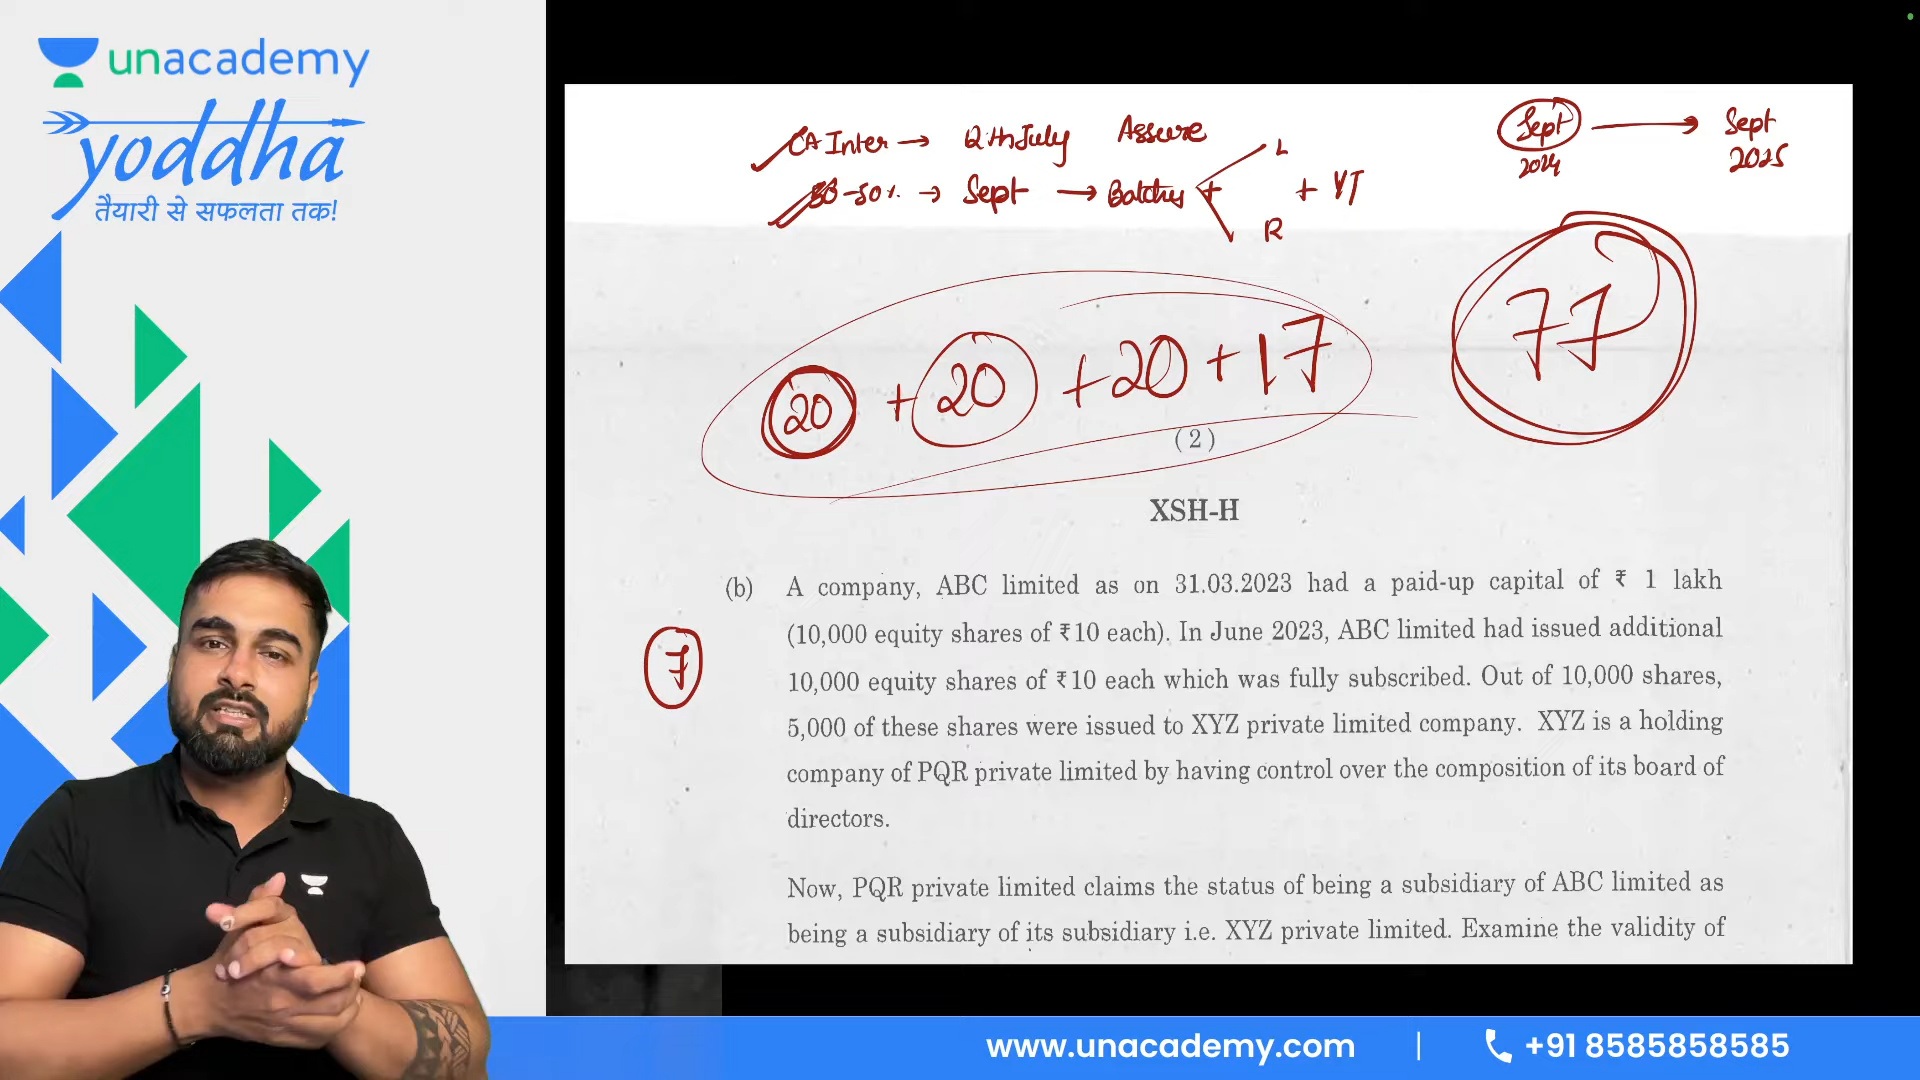 unacademy
yoddha
तैयारी से सफलता तक!
CA Inter → 12th July Assure
50% → Sept → Batches + L R + YT
Sept 2024 → Sept 2025
20 + 20 + 20 + 17
77
(2)
XSH-H
(b) A company, ABC limited as on 31.03.2023 had a paid-up capital of ₹ 1 lakh
(10,000 equity shares of ₹10 each). In June 2023, ABC limited had issued additional
7
10,000 equity shares of ₹10 each which was fully subscribed. Out of 10,000 shares,
5,000 of these shares were issued to XYZ private limited company. XYZ is a holding
company of PQR private limited by having control over the composition of its board of
directors.
Now, PQR private limited claims the status of being a subsidiary of ABC limited as
being a subsidiary of its subsidiary i.e. XYZ private limited. Examine the validity of
www.unacademy.com | +91 8585858585